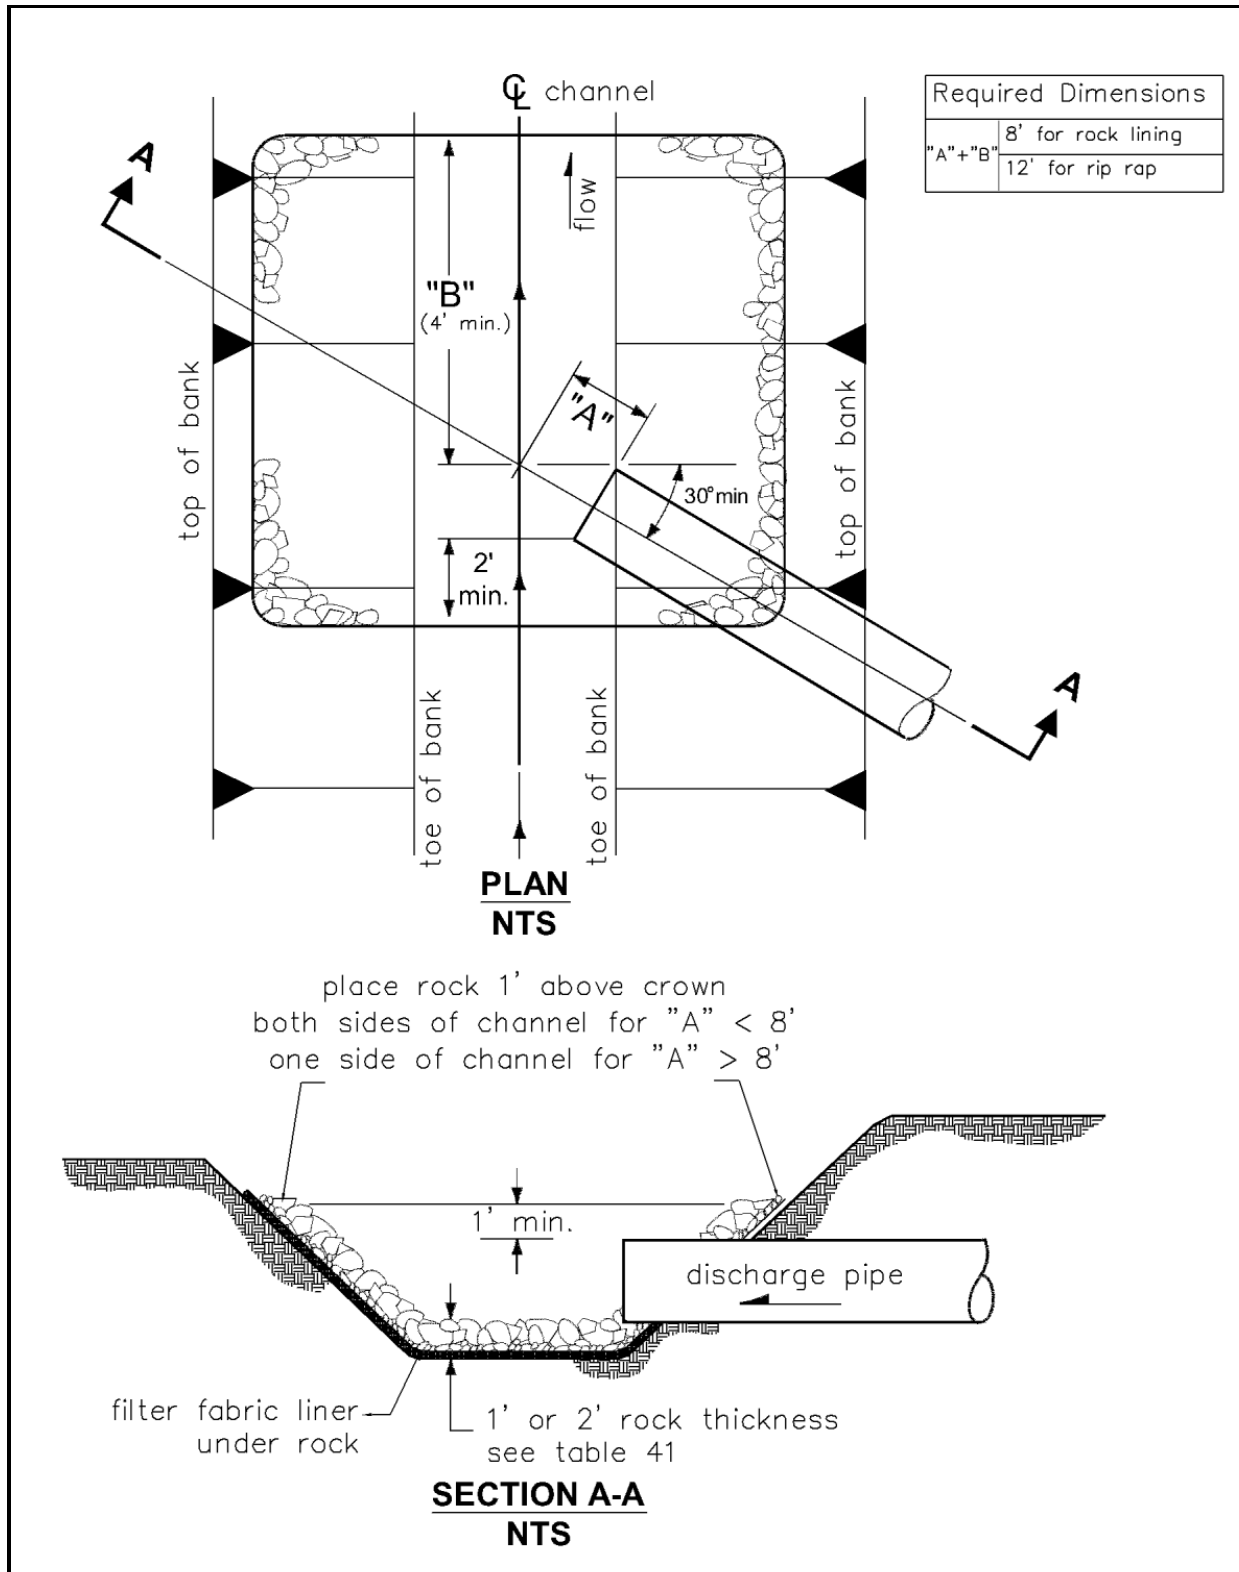 ℄ channel
Required Dimensions
"A"+"B"
8' for rock lining
12' for rip rap
A
flow
"B"
(4' min.)
"A"
30°min
top of bank
top of bank
2'
min.
A
toe of bank
toe of bank
PLAN
NTS
place rock 1' above crown
both sides of channel for "A" < 8'
one side of channel for "A" > 8'
1' min.
discharge pipe
filter fabric liner
under rock
1' or 2' rock thickness
see table 41
SECTION A-A
NTS